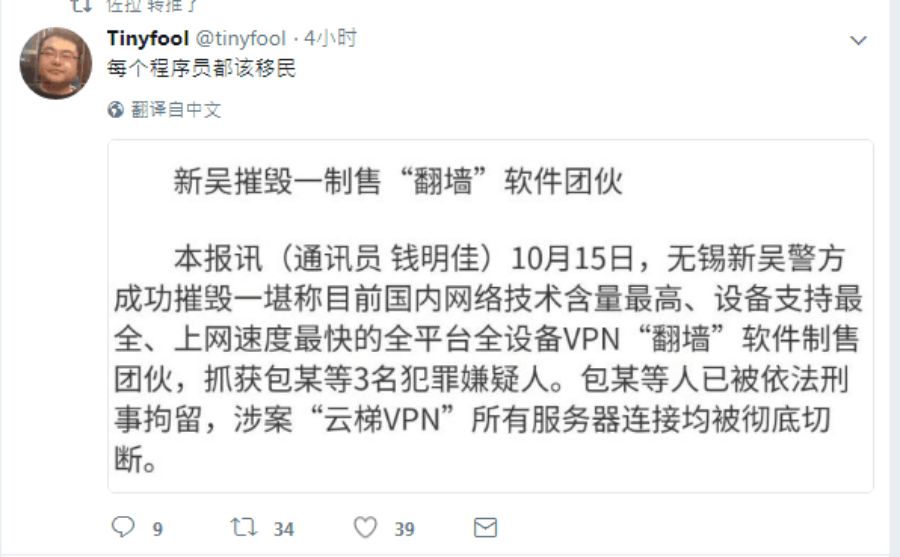 佐拉 转推了
Tinyfool @tinyfool · 4小时
每个程序员都该移民
翻译自中文
新吴摧毁一制售“翻墙”软件团伙
本报讯（通讯员 钱明佳）10月15日，无锡新吴警方
成功摧毁一堪称目前国内网络技术含量最高、设备支持最
全、上网速度最快的全平台全设备VPN“翻墙”软件制售
团伙，抓获包某等3名犯罪嫌疑人。包某等人已被依法刑
事拘留，涉案“云梯VPN”所有服务器连接均被彻底切
断。
9 34 39